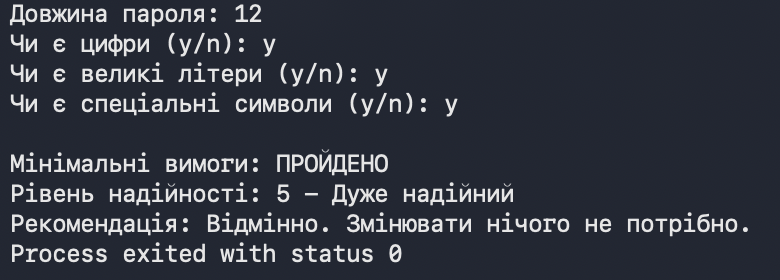 Довжина пароля: 12
Чи є цифри (y/n): y
Чи є великі літери (y/n): y
Чи є спеціальні символи (y/n): y
Мінімальні вимоги: ПРОЙДЕНО
Рівень надійності: 5 – Дуже надійний
Рекомендація: Відмінно. Змінювати нічого не потрібно.
Process exited with status 0